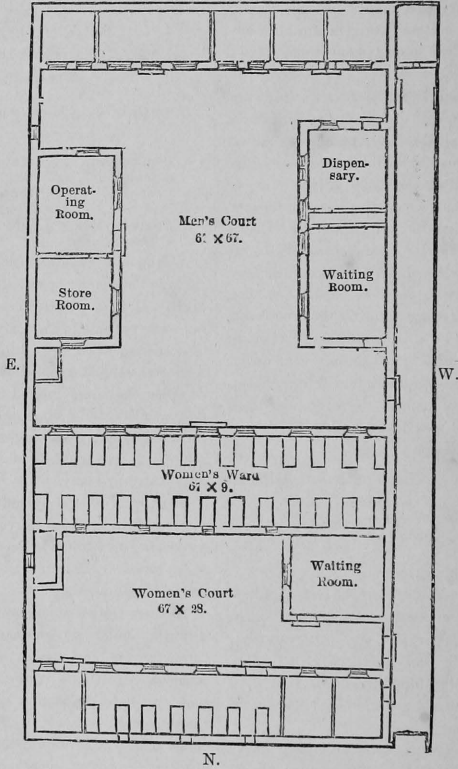 Dispen-
sary.
Operat-
ing
Room.
Men's Court
× 67.
Waiting
Room.
Store
Room.
E.
W.
Women's Ward
67 × 9.
Women's Court
67 × 28.
Waiting
Room.
N.